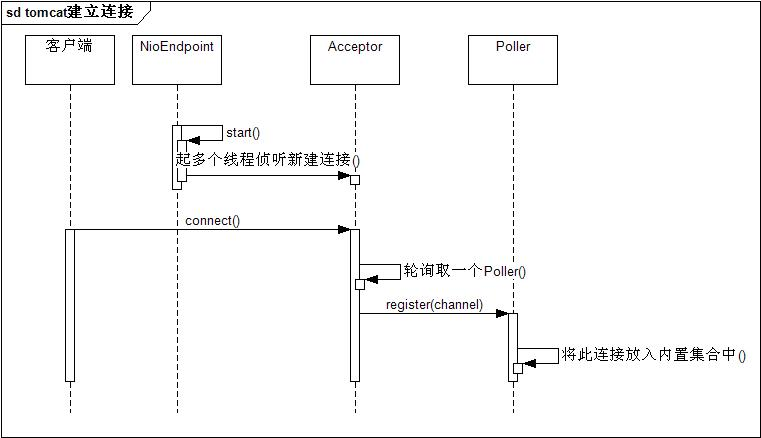 sd tomcat建立连接
客户端
NioEndpoint
Acceptor
Poller
start()
起多个线程侦听新建连接()
connect()
轮询取一个Poller()
register(channel)
将此连接放入内置集合中()